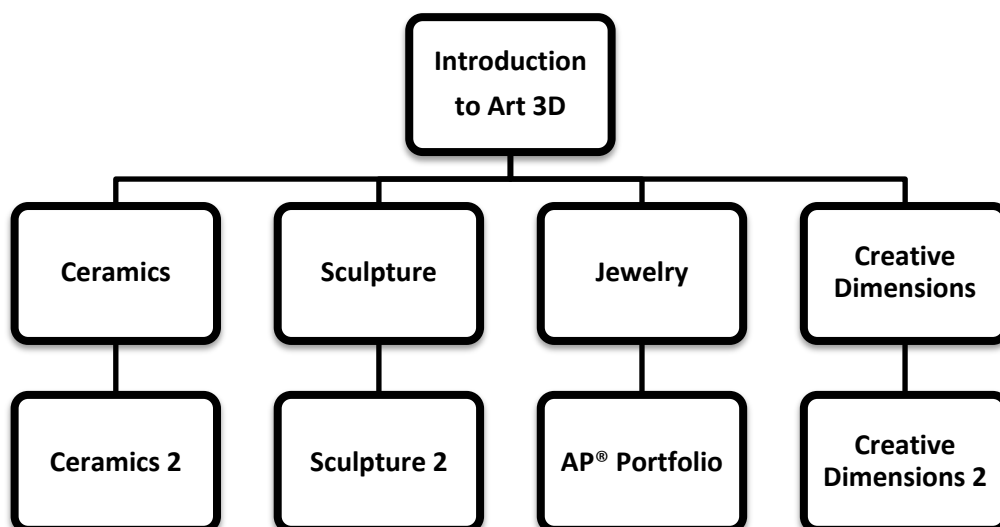 Introduction
to Art 3D
Ceramics
Sculpture
Jewelry
Creative
Dimensions
Ceramics 2
Sculpture 2
AP® Portfolio
Creative
Dimensions 2